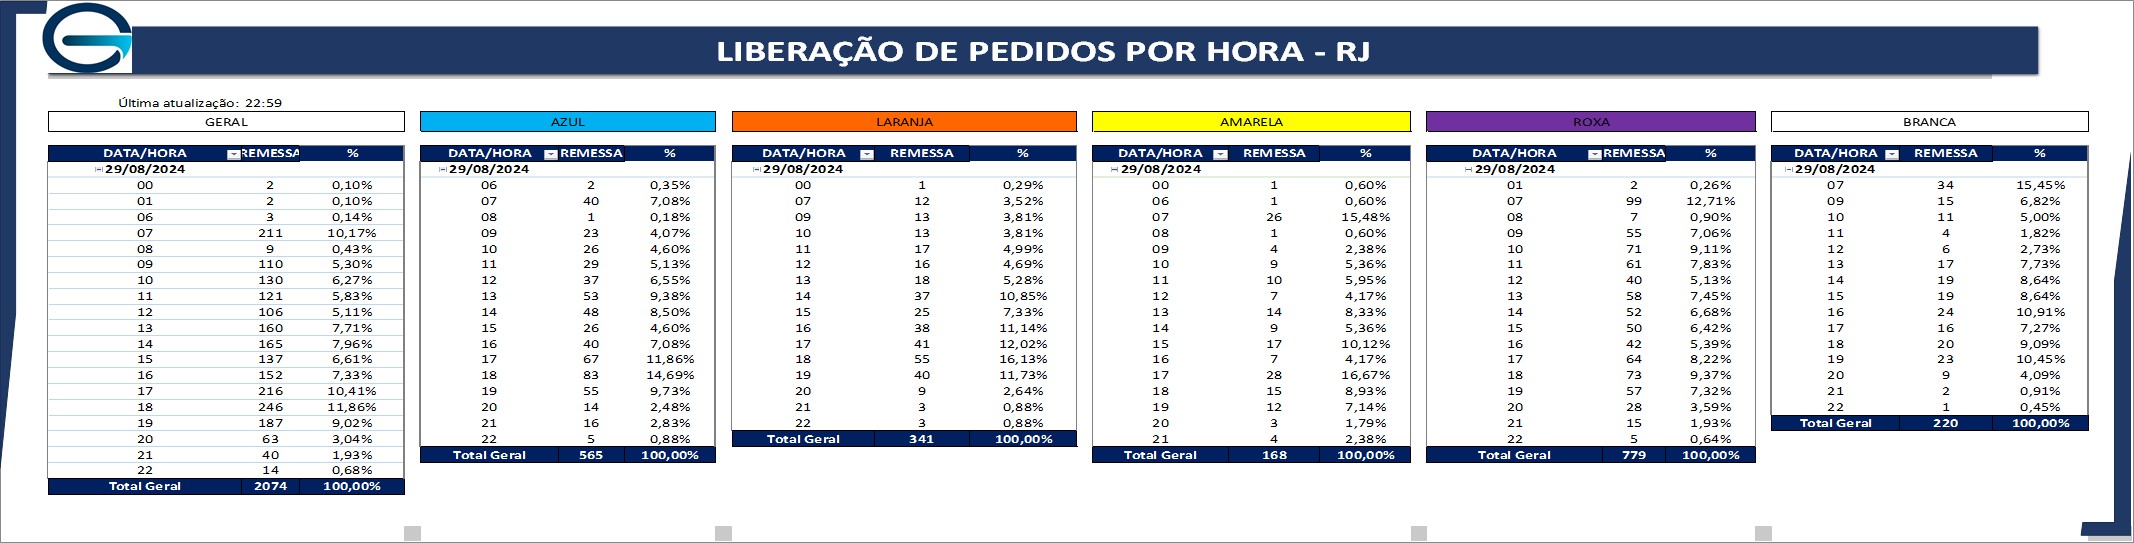 LIBERAÇÃO DE PEDIDOS POR HORA - RJ
Última atualização: 22:59
GERAL
DATA/HORA REMESSA %
29/08/2024
00 2 0,10%
01 2 0,10%
06 3 0,14%
07 211 10,17%
08 9 0,43%
09 110 5,30%
10 130 6,27%
11 121 5,83%
12 106 5,11%
13 160 7,71%
14 165 7,96%
15 137 6,61%
16 152 7,33%
17 216 10,41%
18 246 11,86%
19 187 9,02%
20 63 3,04%
21 40 1,93%
22 14 0,68%
Total Geral 2074 100,00%
AZUL
DATA/HORA REMESSA %
29/08/2024
06 2 0,35%
07 40 7,08%
08 1 0,18%
09 23 4,07%
10 26 4,60%
11 29 5,13%
12 37 6,55%
13 53 9,38%
14 48 8,50%
15 26 4,60%
16 40 7,08%
17 67 11,86%
18 83 14,69%
19 55 9,73%
20 14 2,48%
21 16 2,83%
22 5 0,88%
Total Geral 565 100,00%
LARANJA
DATA/HORA REMESSA %
29/08/2024
00 1 0,29%
07 12 3,52%
09 13 3,81%
10 13 3,81%
11 17 4,99%
12 16 4,69%
13 18 5,28%
14 37 10,85%
15 25 7,33%
16 38 11,14%
17 41 12,02%
18 55 16,13%
19 40 11,73%
20 9 2,64%
21 3 0,88%
22 3 0,88%
Total Geral 341 100,00%
AMARELA
DATA/HORA REMESSA %
29/08/2024
00 1 0,60%
06 1 0,60%
07 26 15,48%
08 1 0,60%
09 4 2,38%
10 9 5,36%
11 10 5,95%
12 7 4,17%
13 14 8,33%
14 9 5,36%
15 17 10,12%
16 7 4,17%
17 28 16,67%
18 15 8,93%
19 12 7,14%
20 3 1,79%
21 4 2,38%
Total Geral 168 100,00%
ROXA
DATA/HORA REMESSA %
29/08/2024
01 2 0,26%
07 99 12,71%
08 7 0,90%
09 55 7,06%
10 71 9,11%
11 61 7,83%
12 40 5,13%
13 58 7,45%
14 52 6,68%
15 50 6,42%
16 42 5,39%
17 64 8,22%
18 73 9,37%
19 57 7,32%
20 28 3,59%
21 15 1,93%
22 5 0,64%
Total Geral 779 100,00%
BRANCA
DATA/HORA REMESSA %
29/08/2024
07 34 15,45%
09 15 6,82%
10 11 5,00%
11 4 1,82%
12 6 2,73%
13 17 7,73%
14 19 8,64%
15 19 8,64%
16 24 10,91%
17 16 7,27%
18 20 9,09%
19 23 10,45%
20 9 4,09%
21 2 0,91%
22 1 0,45%
Total Geral 220 100,00%